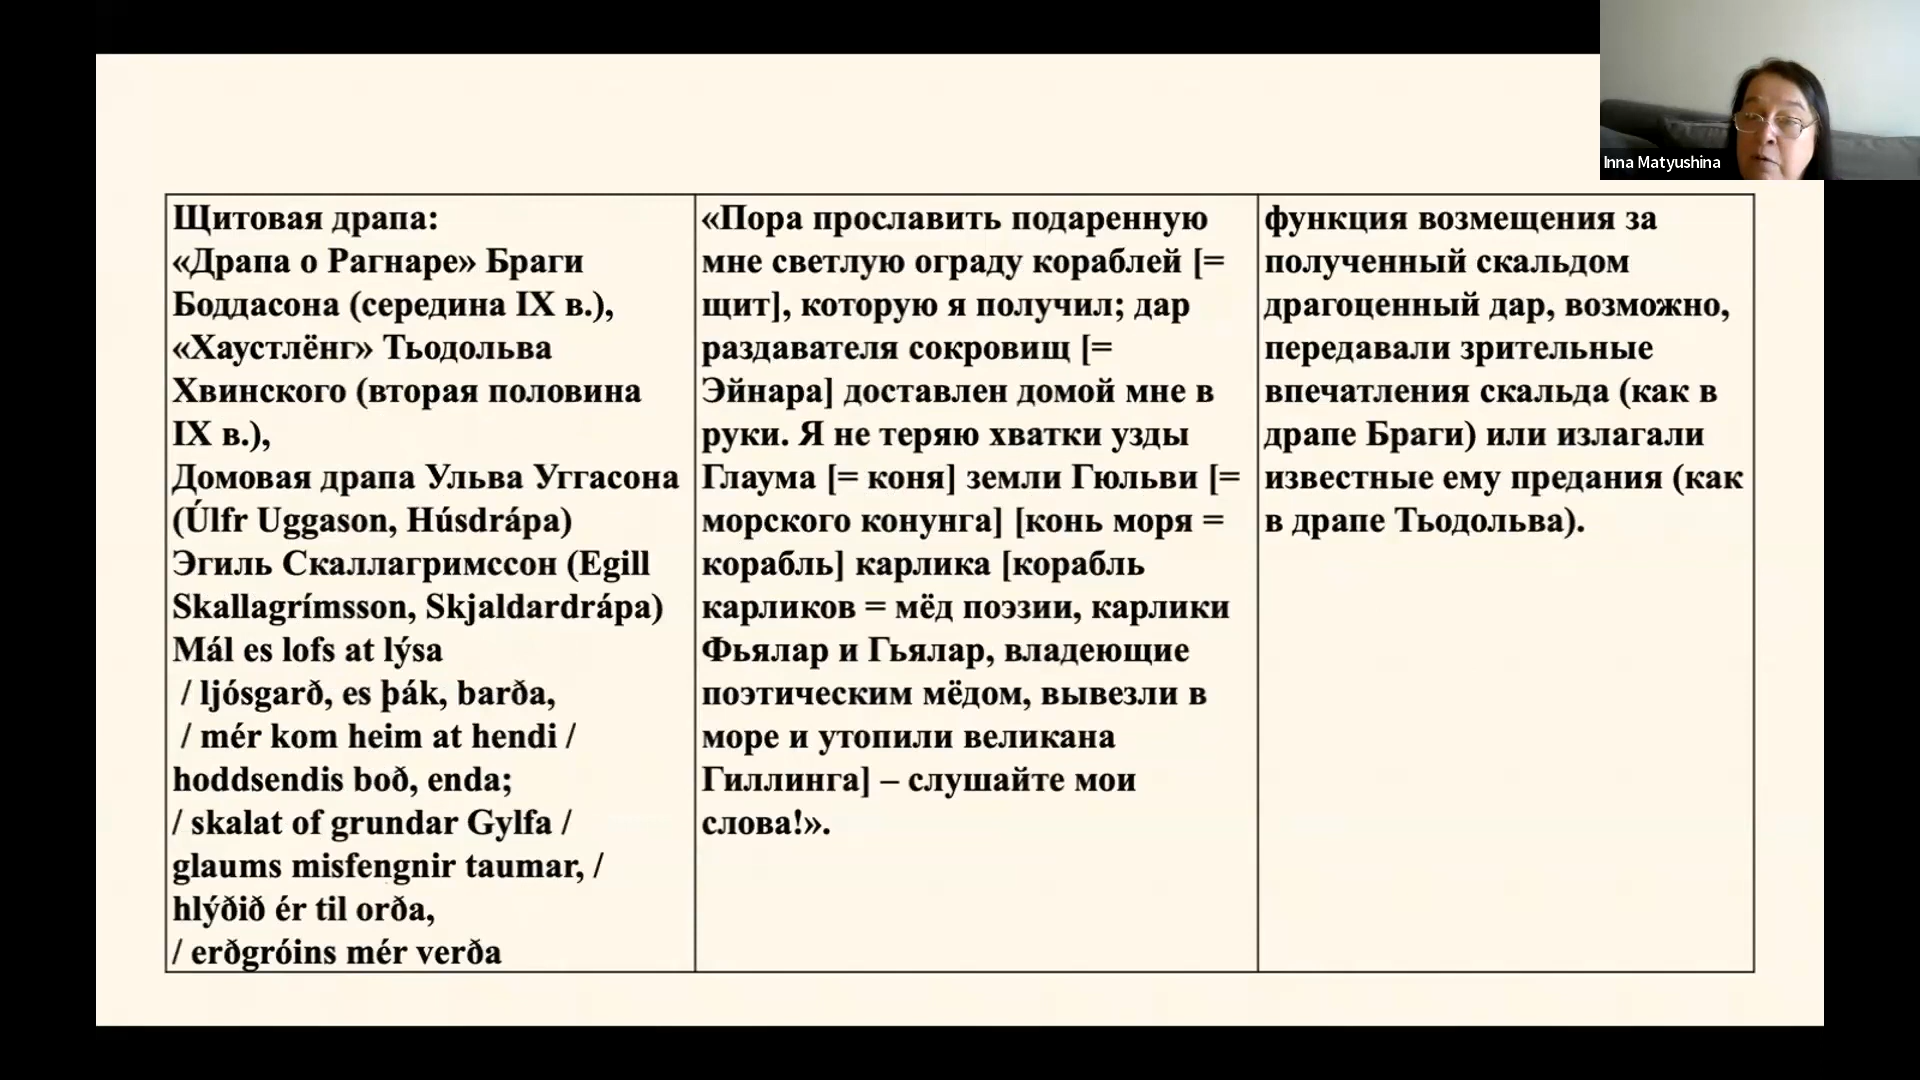 Inna Matyushina
Щитовая драпа:
«Драпа о Рагнаре» Браги
Боддасона (середина IX в.),
«Хаустлёнг» Тьодольва
Хвинского (вторая половина
IX в.),
Домовая драпа Ульва Уггасона
(Úlfr Uggason, Húsdrápa)
Эгиль Скаллагримссон (Egill
Skallagrímsson, Skjaldardrápa)
Mál es lofs at lýsa
/ ljósgarð, es þák, barða,
/ mér kom heim at hendi /
hoddsendis boð, enda;
/ skalat of grundar Gylfa /
glaums misfengnir taumar, /
hlýðið ér til orða,
/ erðgróins mér verða
«Пора прославить подаренную
мне светлую ограду кораблей [=
щит], которую я получил; дар
раздавателя сокровищ [=
Эйнара] доставлен домой мне в
руки. Я не теряю хватки узды
Глаума [= коня] земли Гюльви [=
морского конунга] [конь моря =
корабль] карлика [корабль
карликов = мёд поэзии, карлики
Фьялар и Гьялар, владеющие
поэтическим мёдом, вывезли в
море и утопили великана
Гиллинга] – слушайте мои
слова!».
функция возмещения за
полученный скальдом
драгоценный дар, возможно,
передавали зрительные
впечатления скальда (как в
драпе Браги) или излагали
известные ему предания (как
в драпе Тьодольва).